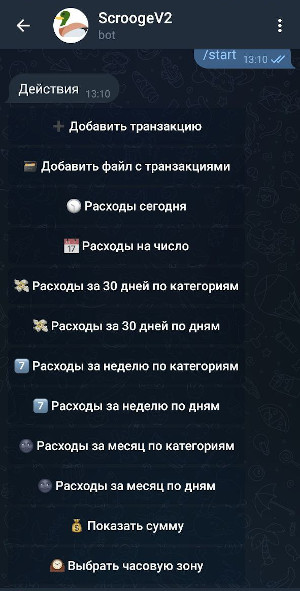 ScroogeV2
bot
/start 13:10
Действия 13:10
Добавить транзакцию
Добавить файл с транзакциями
Расходы сегодня
17 Расходы на число
Расходы за 30 дней по категориям
Расходы за 30 дней по дням
7 Расходы за неделю по категориям
7 Расходы за неделю по дням
Расходы за месяц по категориям
Расходы за месяц по дням
Показать сумму
Выбрать часовую зону